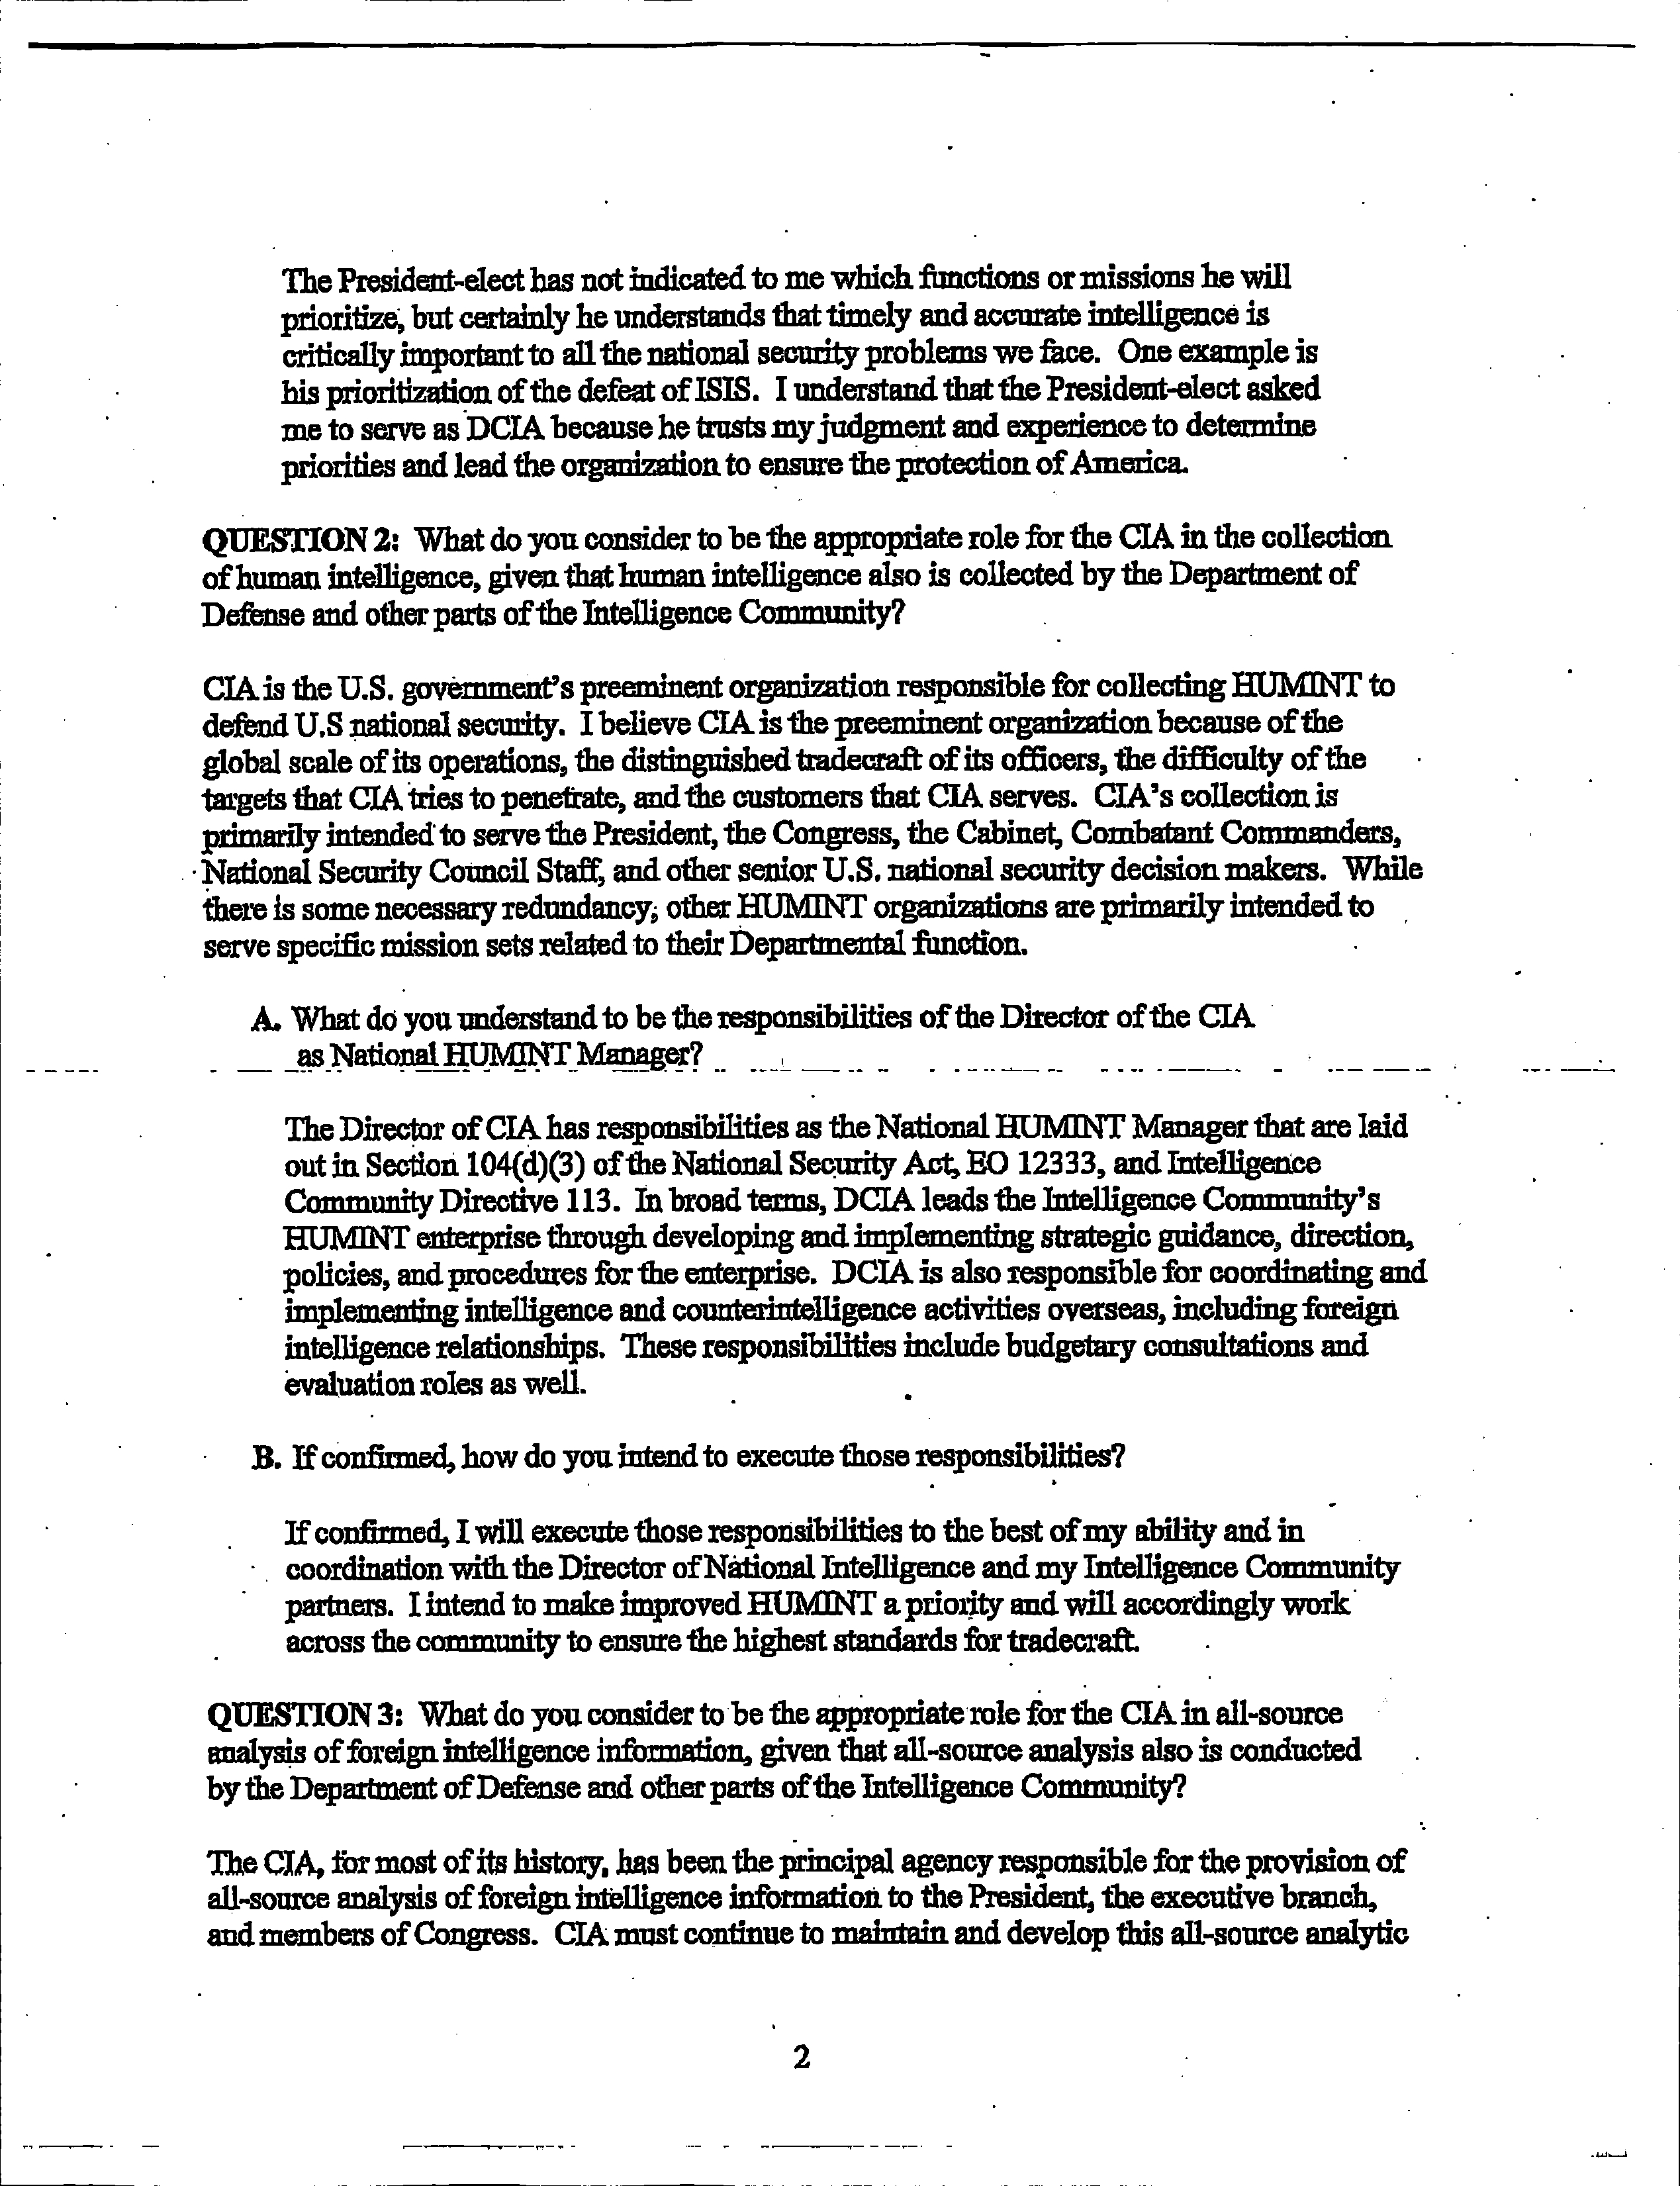 The President-elect has not indicated to me which functions or missions he will
prioritize, but certainly he understands that timely and accurate intelligence is
critically important to all the national security problems we face. One example is
his prioritization of the defeat of ISIS. I understand that the President-elect asked
me to serve as DCIA because he trusts my judgment and experience to determine
priorities and lead the organization to ensure the protection of America.
QUESTION 2: What do you consider to be the appropriate role for the CIA in the collection
of human intelligence, given that human intelligence also is collected by the Department of
Defense and other parts of the Intelligence Community?
CIA is the U.S. government's preeminent organization responsible for collecting HUMINT to
defend U.S national security. I believe CIA is the preeminent organization because of the
global scale of its operations, the distinguished tradecraft of its officers, the difficulty of the
targets that CIA tries to penetrate, and the customers that CIA serves. CIA's collection is
primarily intended to serve the President, the Congress, the Cabinet, Combatant Commanders,
National Security Council Staff, and other senior U.S. national security decision makers. While
there is some necessary redundancy, other HUMINT organizations are primarily intended to
serve specific mission sets related to their Departmental function.
A. What do you understand to be the responsibilities of the Director of the CIA
as National HUMINT Manager?
The Director of CIA has responsibilities as the National HUMINT Manager that are laid
out in Section 104(d)(3) of the National Security Act, EO 12333, and Intelligence
Community Directive 113. In broad terms, DCIA leads the Intelligence Community's
HUMINT enterprise through developing and implementing strategic guidance, direction,
policies, and procedures for the enterprise. DCIA is also responsible for coordinating and
implementing intelligence and counterintelligence activities overseas, including foreign
intelligence relationships. These responsibilities include budgetary consultations and
evaluation roles as well.
B. If confirmed, how do you intend to execute those responsibilities?
If confirmed, I will execute those responsibilities to the best of my ability and in
coordination with the Director of National Intelligence and my Intelligence Community
partners. I intend to make improved HUMINT a priority and will accordingly work
across the community to ensure the highest standards for tradecraft.
QUESTION 3: What do you consider to be the appropriate role for the CIA in all-source
analysis of foreign intelligence information, given that all-source analysis also is conducted
by the Department of Defense and other parts of the Intelligence Community?
The CIA, for most of its history, has been the principal agency responsible for the provision of
all-source analysis of foreign intelligence information to the President, the executive branch,
and members of Congress. CIA must continue to maintain and develop this all-source analytic
2